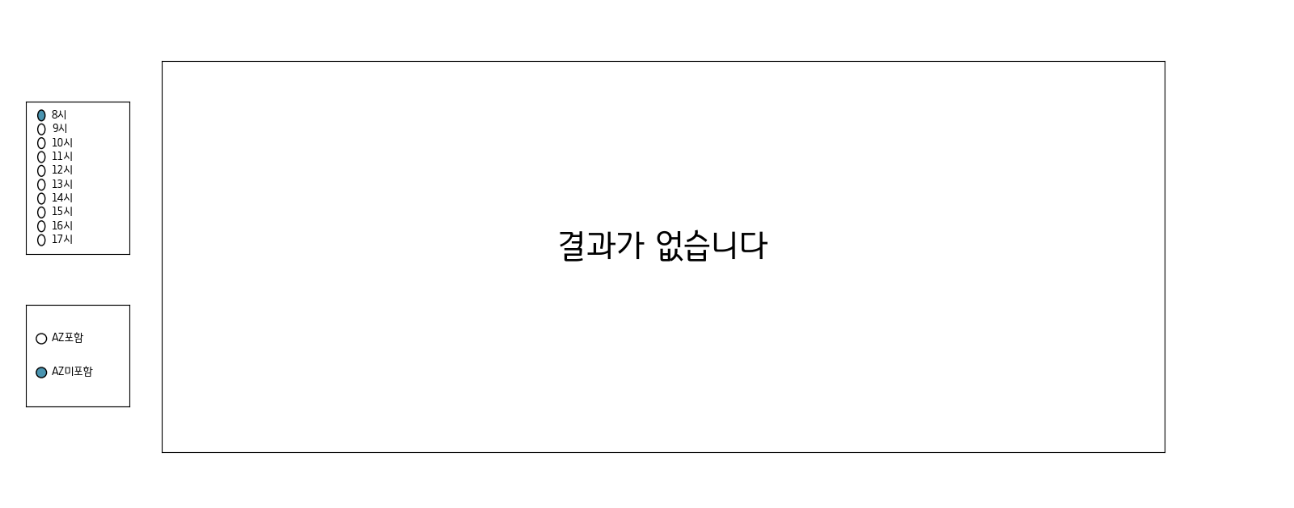 8시
9시
10시
11시
12시
13시
14시
15시
16시
17시
결과가 없습니다
AZ포함
AZ미포함